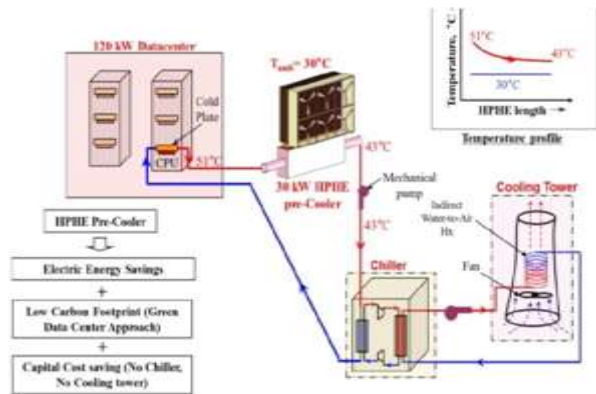 120 kW Datacenter
Cold
Plate
CPU
51°C
= 30°C
30 kW HPHE
pre-Cooler
43°C
Mechanical
pump
43°C
Temperature, °C
51°C
43°C
30°C
HPHE length
Temperature profile
Cooling Tower
Indirect
Water-to-Air
Hx
Fan
Chiller
HPHE Pre-Cooler
Electric Energy Savings
+
Low Carbon Footprint (Green
Data Center Approach)
+
Capital Cost saving (No Chiller,
No Cooling tower)